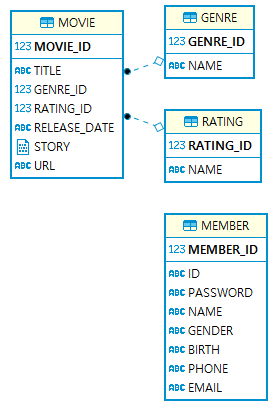 MOVIE
123 MOVIE_ID
ABC TITLE
123 GENRE_ID
123 RATING_ID
ABC RELEASE_DATE
STORY
ABC URL
GENRE
123 GENRE_ID
ABC NAME
RATING
123 RATING_ID
ABC NAME
MEMBER
123 MEMBER_ID
ABC ID
ABC PASSWORD
ABC NAME
ABC GENDER
ABC BIRTH
ABC PHONE
ABC EMAIL